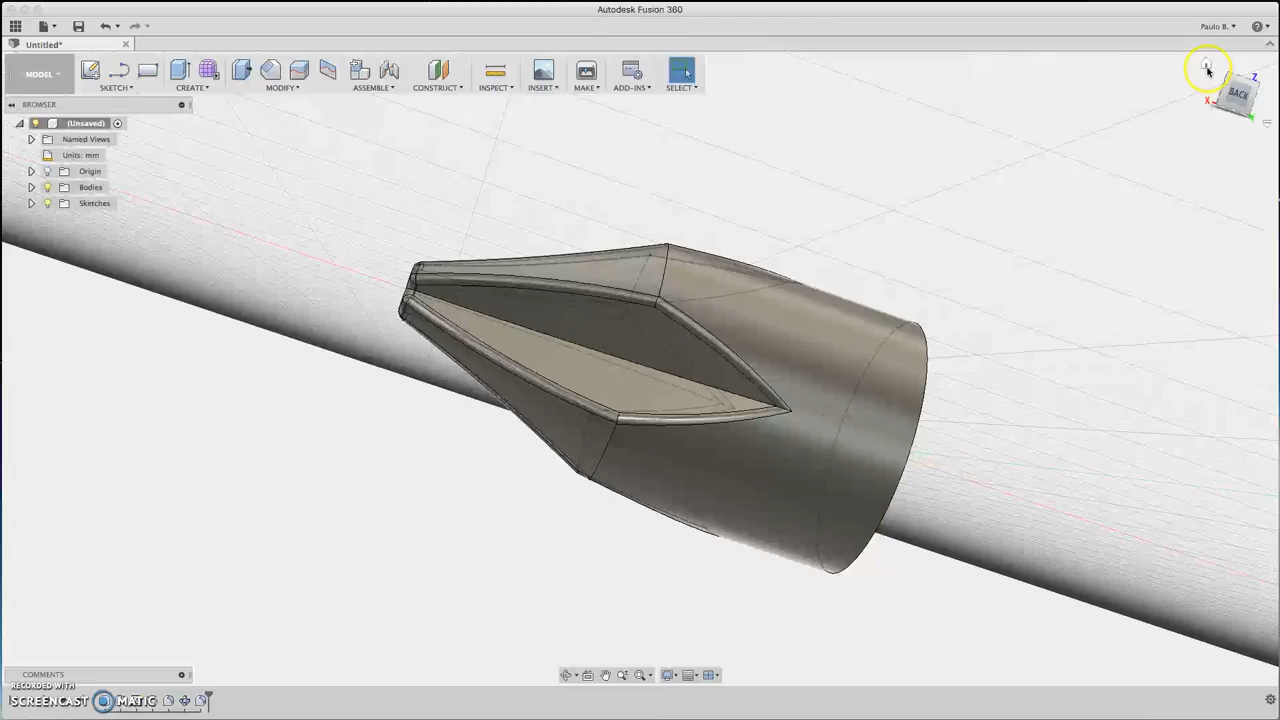 Autodesk Fusion 360
Paulo B.
Untitled*
MODEL
SKETCH
CREATE
MODIFY
ASSEMBLE
CONSTRUCT
INSPECT
INSERT
MAKE
ADD-INS
SELECT
BACK
Z
X
BROWSER
(Unsaved)
Named Views
Units: mm
Origin
Bodies
Sketches
COMMENTS
RECORDED WITH
SCREENCAST MATIC